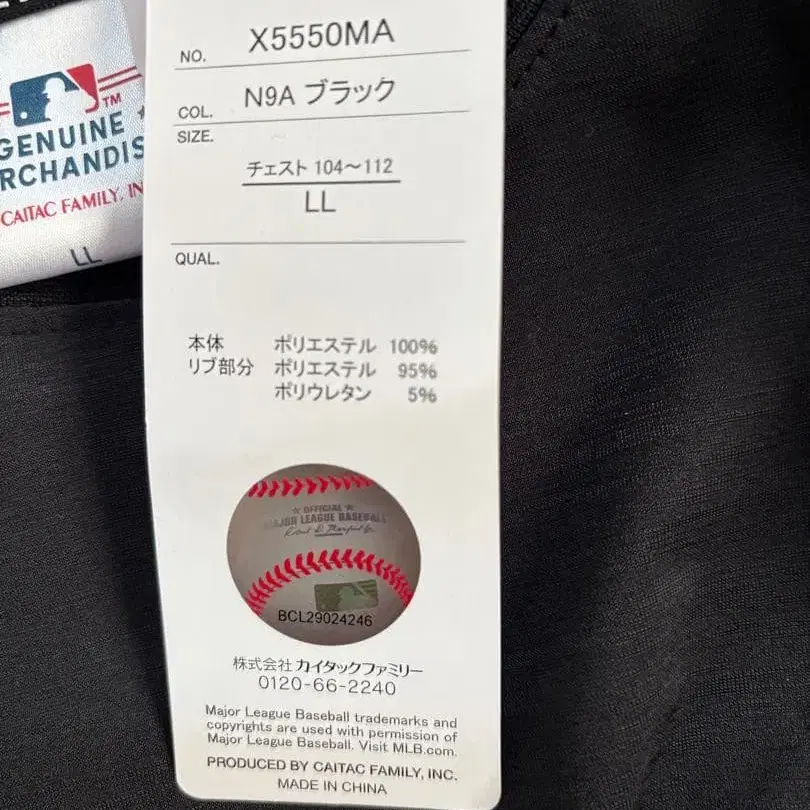 TM
GENUINE
RCHANDIS
CAITAC FAMILY, IN
LL
NO. X5550MA
COL. N9A ブラック
SIZE.
チェスト 104～112
LL
QUAL.
本体 ポリエステル 100%
リブ部分 ポリエステル 95%
ポリウレタン 5%
OFFICIAL
MAJOR LEAGUE BASEBALL
BCL29024246
株式会社 カイタックファミリー
0120-66-2240
Major League Baseball trademarks and
copyrights are used with permission of
Major League Baseball. Visit MLB.com.
PRODUCED BY CAITAC FAMILY, INC.
MADE IN CHINA